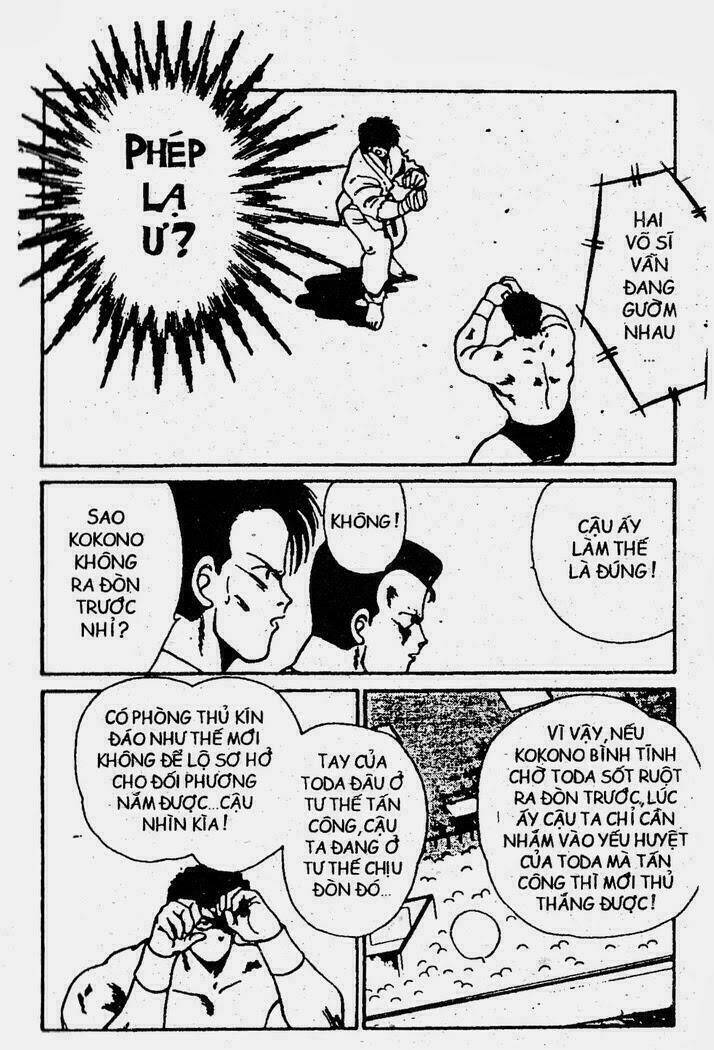 PHÉP
LẠ
Ư?
HAI
VÕ SĨ
VẦN
ĐANG
GƯỜM
NHAU
...
SAO
KOKONO
KHÔNG
RA ĐÒN
TRƯỚC
NHỈ?
KHÔNG!
CẬU ẤY
LÀM THẾ
LÀ ĐÚNG!
CÓ PHÒNG THỦ KÍN
ĐÁO NHƯ THẾ MỚI
KHÔNG ĐỂ LỘ SƠ HỞ
CHO ĐỐI PHƯƠNG
NẮM ĐƯỢC...CẬU
NHÌN KÌA!
TAY CỦA
TODA ĐÂU Ở
TƯ THẾ TẤN
CÔNG,CẬU
TA ĐANG Ở
TƯ THẾ CHỊU
ĐÒN ĐÓ...
VÌ VẬY,NẾU
KOKONO BÌNH TĨNH
CHỜ TODA SỐT RUỘT
RA ĐÒN TRƯỚC,LÚC
ẤY CẬU TA CHỈ CẦN
NHẮM VÀO YẾU HUYỆT
CỦA TODA MÀ TẤN
CÔNG THÌ MỚI THỦ
THẮNG ĐƯỢC!